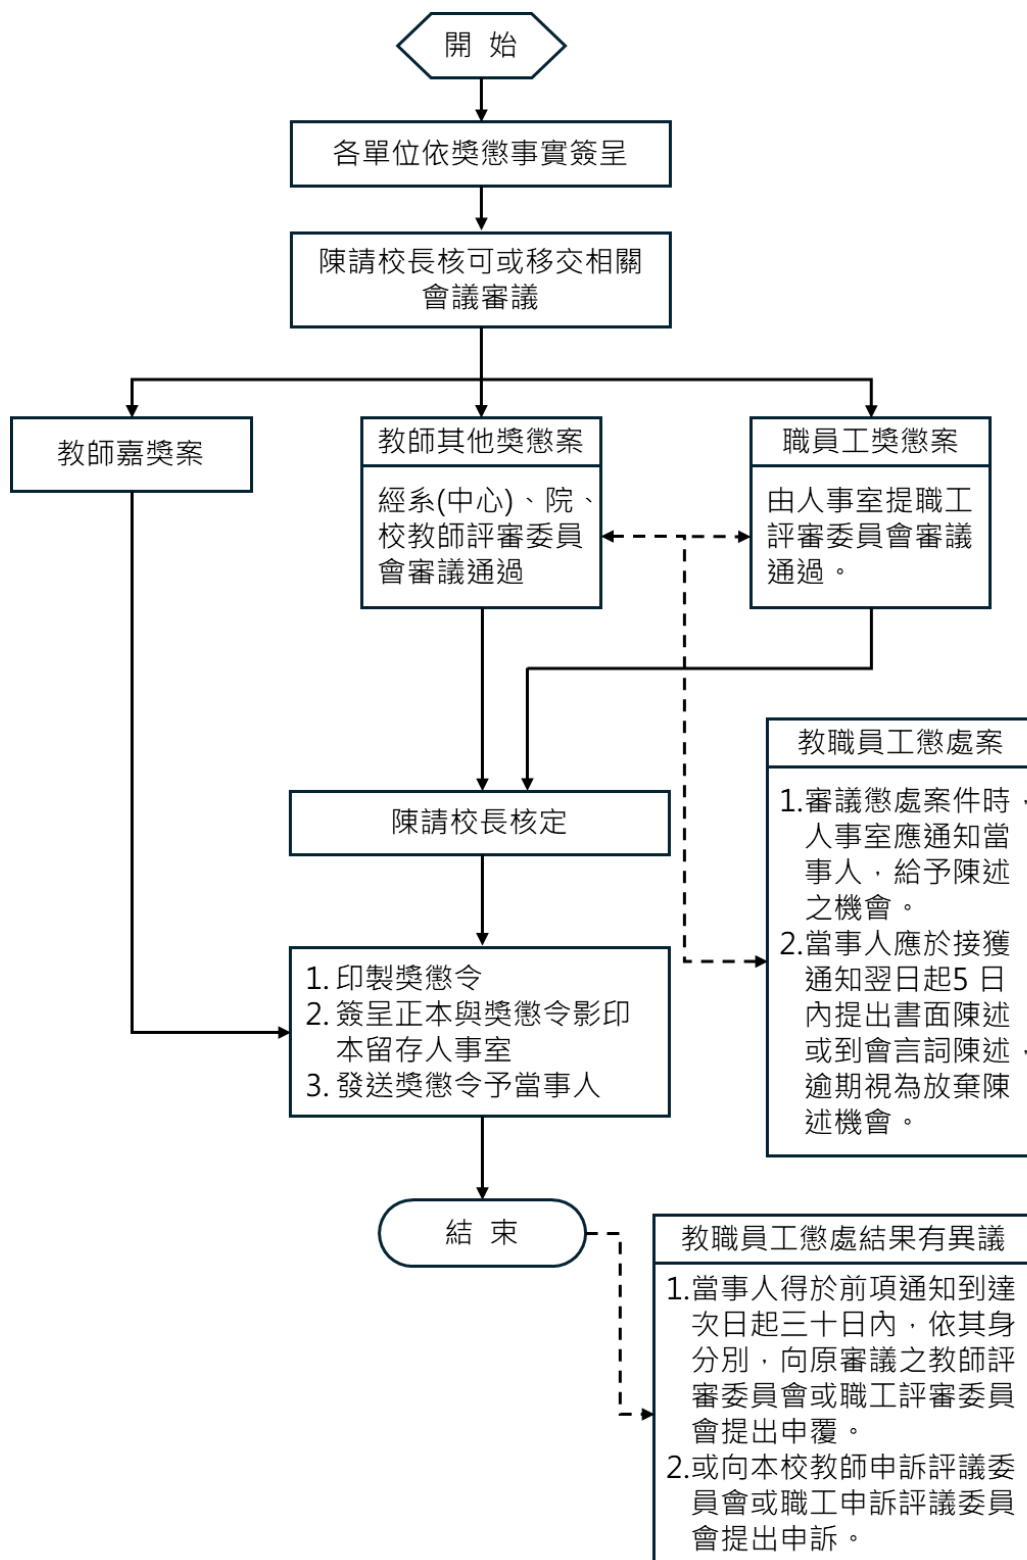 開 始
各單位依獎懲事實簽呈
陳請校長核可或移交相關
會議審議
教師嘉獎案
教師其他獎懲案
經系(中心)、院、
校教師評審委員
會審議通過
職員工獎懲案
由人事室提職工
評審委員會審議
通過。
陳請校長核定
教職員工懲處案
1.審議懲處案件時,
人事室應通知當
事人,給予陳述
之機會。
2.當事人應於接獲
通知翌日起5 日
內提出書面陳述
或到會言詞陳述,
逾期視為放棄陳
述機會。
1. 印製獎懲令
2. 簽呈正本與獎懲令影印
本留存人事室
3. 發送獎懲令予當事人
結 束
教職員工懲處結果有異議
1.當事人得於前項通知到達
次日起三十日內,依其身
分別,向原審議之教師評
審委員會或職工評審委員
會提出申覆。
2.或向本校教師申訴評議委
員會或職工申訴評議委員
會提出申訴。